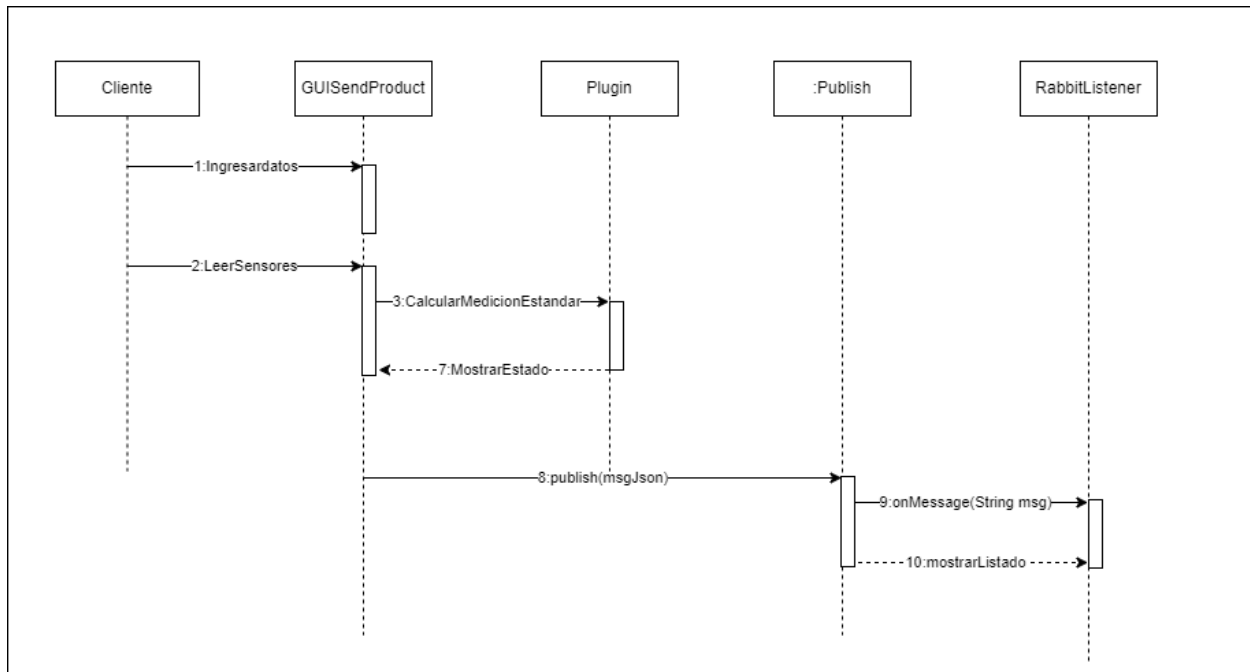 Cliente
GUISendProduct
Plugin
:Publish
RabbitListener
1:Ingresardatos
2:LeerSensores
3:CalcularMedicionEstandar
7:MostrarEstado
8:publish(msgJson)
9:onMessage(String msg)
10:mostrarListado